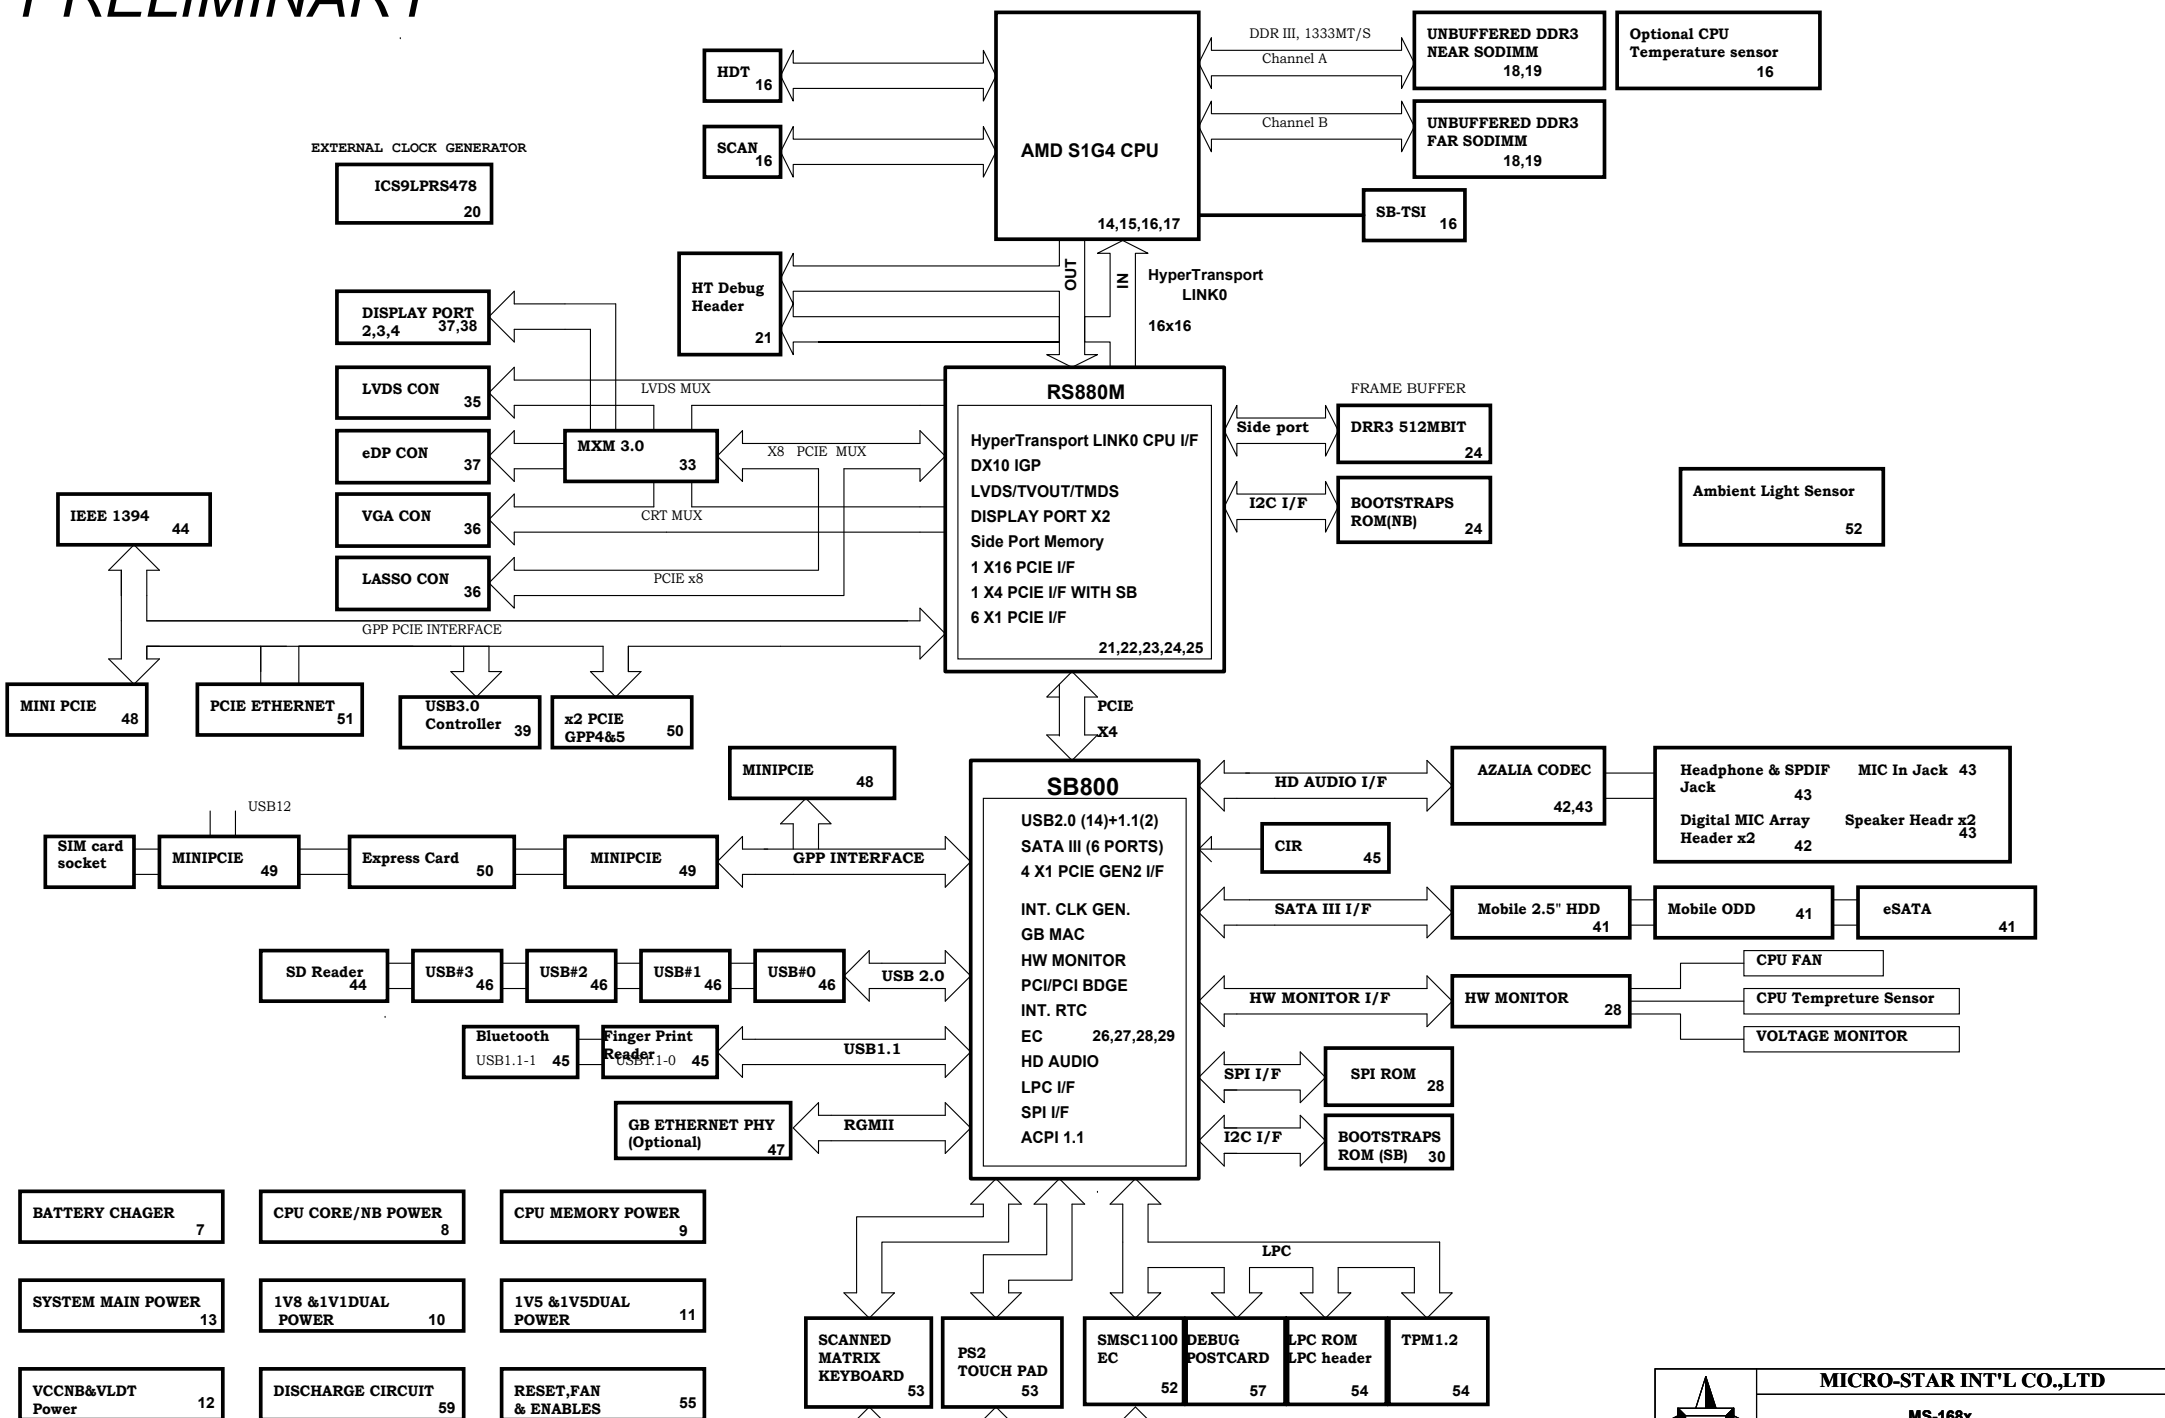 PRELIMINARY
HDT
16
SCAN
16
AMD S1G4 CPU
14,15,16,17
DDR III, 1333MT/S
Channel A
Channel B
UNBUFFERED DDR3
NEAR SODIMM
18,19
Optional CPU
Temperature sensor
16
UNBUFFERED DDR3
FAR SODIMM
18,19
SB-TSI
16
EXTERNAL CLOCK GENERATOR
ICS9LPRS478
20
HT Debug
Header
21
OUT
IN
HyperTransport
LINK0
16x16
DISPLAY PORT
2,3,4
37,38
LVDS CON
35
LVDS MUX
eDP CON
37
MXM 3.0
33
X8 PCIE MUX
VGA CON
36
CRT MUX
LASSO CON
36
PCIE x8
IEEE 1394
44
GPP PCIE INTERFACE
RS880M
HyperTransport LINK0 CPU I/F
DX10 IGP
LVDS/TVOUT/TMDS
DISPLAY PORT X2
Side Port Memory
1 X16 PCIE I/F
1 X4 PCIE I/F WITH SB
6 X1 PCIE I/F
21,22,23,24,25
FRAME BUFFER
Side port
DRR3 512MBIT
24
I2C I/F
BOOTSTRAPS
ROM(NB)
24
Ambient Light Sensor
52
MINI PCIE
48
PCIE ETHERNET
51
USB3.0
Controller
39
x2 PCIE
GPP4&5
50
PCIE
X4
MINIPCIE
48
USB12
SIM card
socket
MINIPCIE
49
Express Card
50
MINIPCIE
49
GPP INTERFACE
SB800
USB2.0 (14)+1.1(2)
SATA III (6 PORTS)
4 X1 PCIE GEN2 I/F
INT. CLK GEN.
GB MAC
HW MONITOR
PCI/PCI BDGE
INT. RTC
EC
26,27,28,29
HD AUDIO
LPC I/F
SPI I/F
ACPI 1.1
HD AUDIO I/F
AZALIA CODEC
42,43
Headphone & SPDIF
Jack
43
MIC In Jack 43
Digital MIC Array
Header x2
42
Speaker Headr x2
43
CIR
45
SATA III I/F
Mobile 2.5" HDD
41
Mobile ODD
41
eSATA
41
SD Reader
44
USB#3
46
USB#2
46
USB#1
46
USB#0
46
USB 2.0
HW MONITOR I/F
HW MONITOR
28
CPU FAN
CPU Tempreture Sensor
VOLTAGE MONITOR
Bluetooth
USB1.1-1
45
Finger Print
Reader
USB1.1-0
45
USB1.1
SPI I/F
SPI ROM
28
GB ETHERNET PHY
(Optional)
47
RGMII
I2C I/F
BOOTSTRAPS
ROM (SB)
30
BATTERY CHAGER
7
CPU CORE/NB POWER
8
CPU MEMORY POWER
9
SYSTEM MAIN POWER
13
1V8 &1V1DUAL
POWER
10
1V5 &1V5DUAL
POWER
11
VCCNB&VLDT
Power
12
DISCHARGE CIRCUIT
59
RESET,FAN
& ENABLES
55
LPC
SCANNED
MATRIX
KEYBOARD
53
PS2
TOUCH PAD
53
SMSC1100
EC
52
DEBUG
POSTCARD
57
LPC ROM
LPC header
54
TPM1.2
54
MICRO-STAR INT'L CO.,LTD
MS-168x